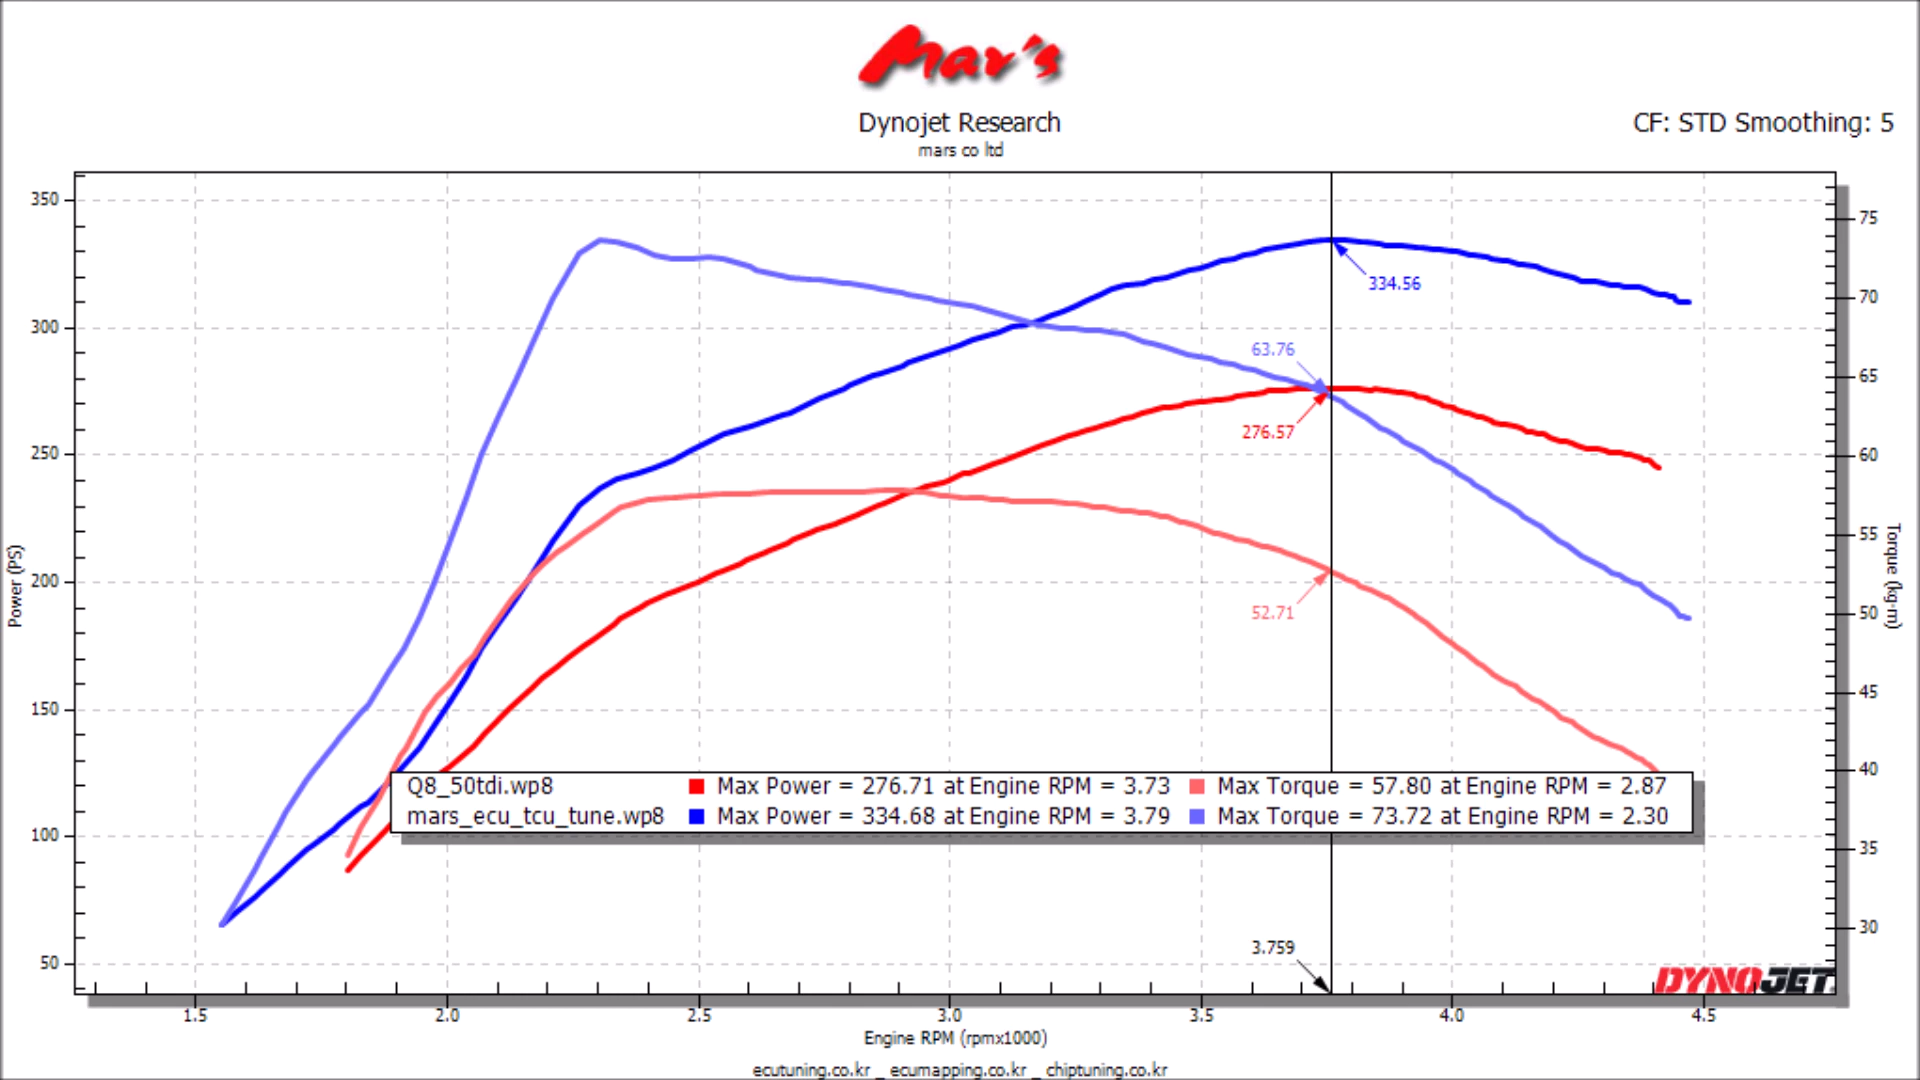 Mar's
Dynojet Research
mars co ltd
CF: STD Smoothing: 5
350
300
250
200
150
100
50
Power (PS)
75
70
65
60
55
50
45
40
35
30
Torque (kg-m)
334.56
63.76
276.57
52.71
Q8_50tdi.wp8 Max Power = 276.71 at Engine RPM = 3.73 Max Torque = 57.80 at Engine RPM = 2.87
mars_ecu_tcu_tune.wp8 Max Power = 334.68 at Engine RPM = 3.79 Max Torque = 73.72 at Engine RPM = 2.30
3.759
DYNOJET
1.5 2.0 2.5 3.0 3.5 4.0 4.5
Engine RPM (rpmx1000)
ecutuning.co.kr _ ecumapping.co.kr _ chiptuning.co.kr